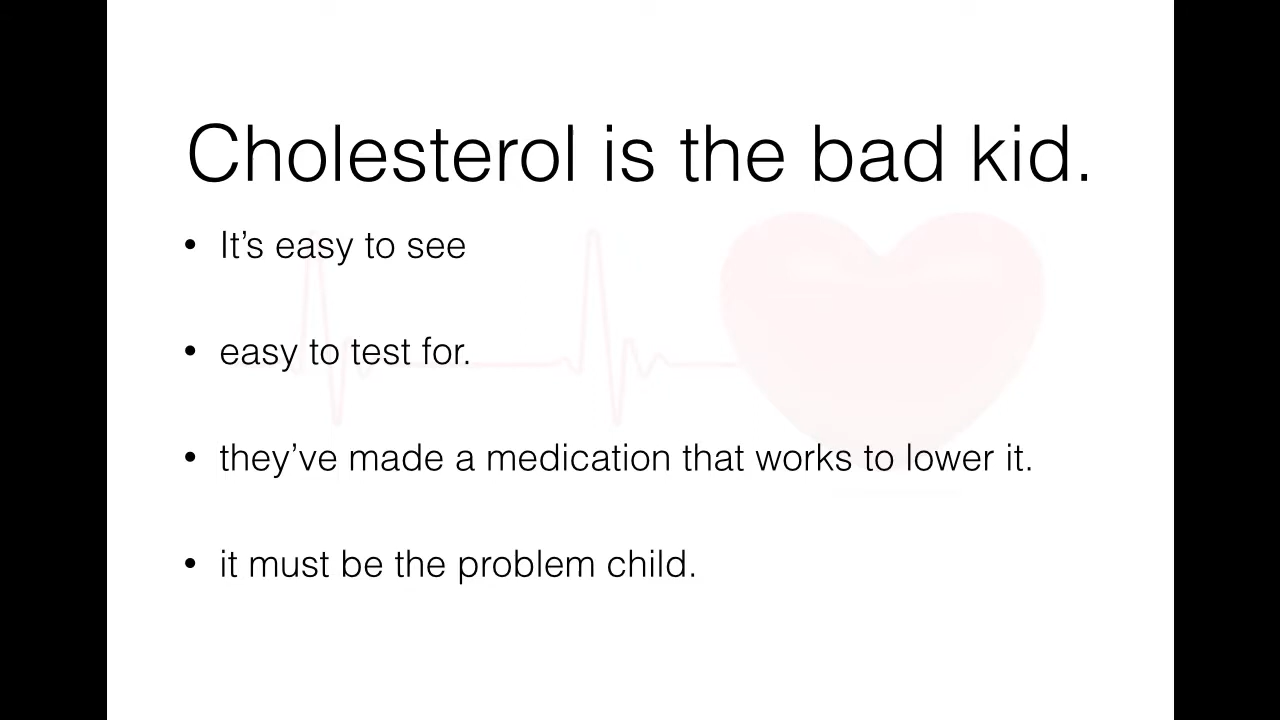 Cholesterol is the bad kid.
• It’s easy to see
• easy to test for.
• they’ve made a medication that works to lower it.
• it must be the problem child.